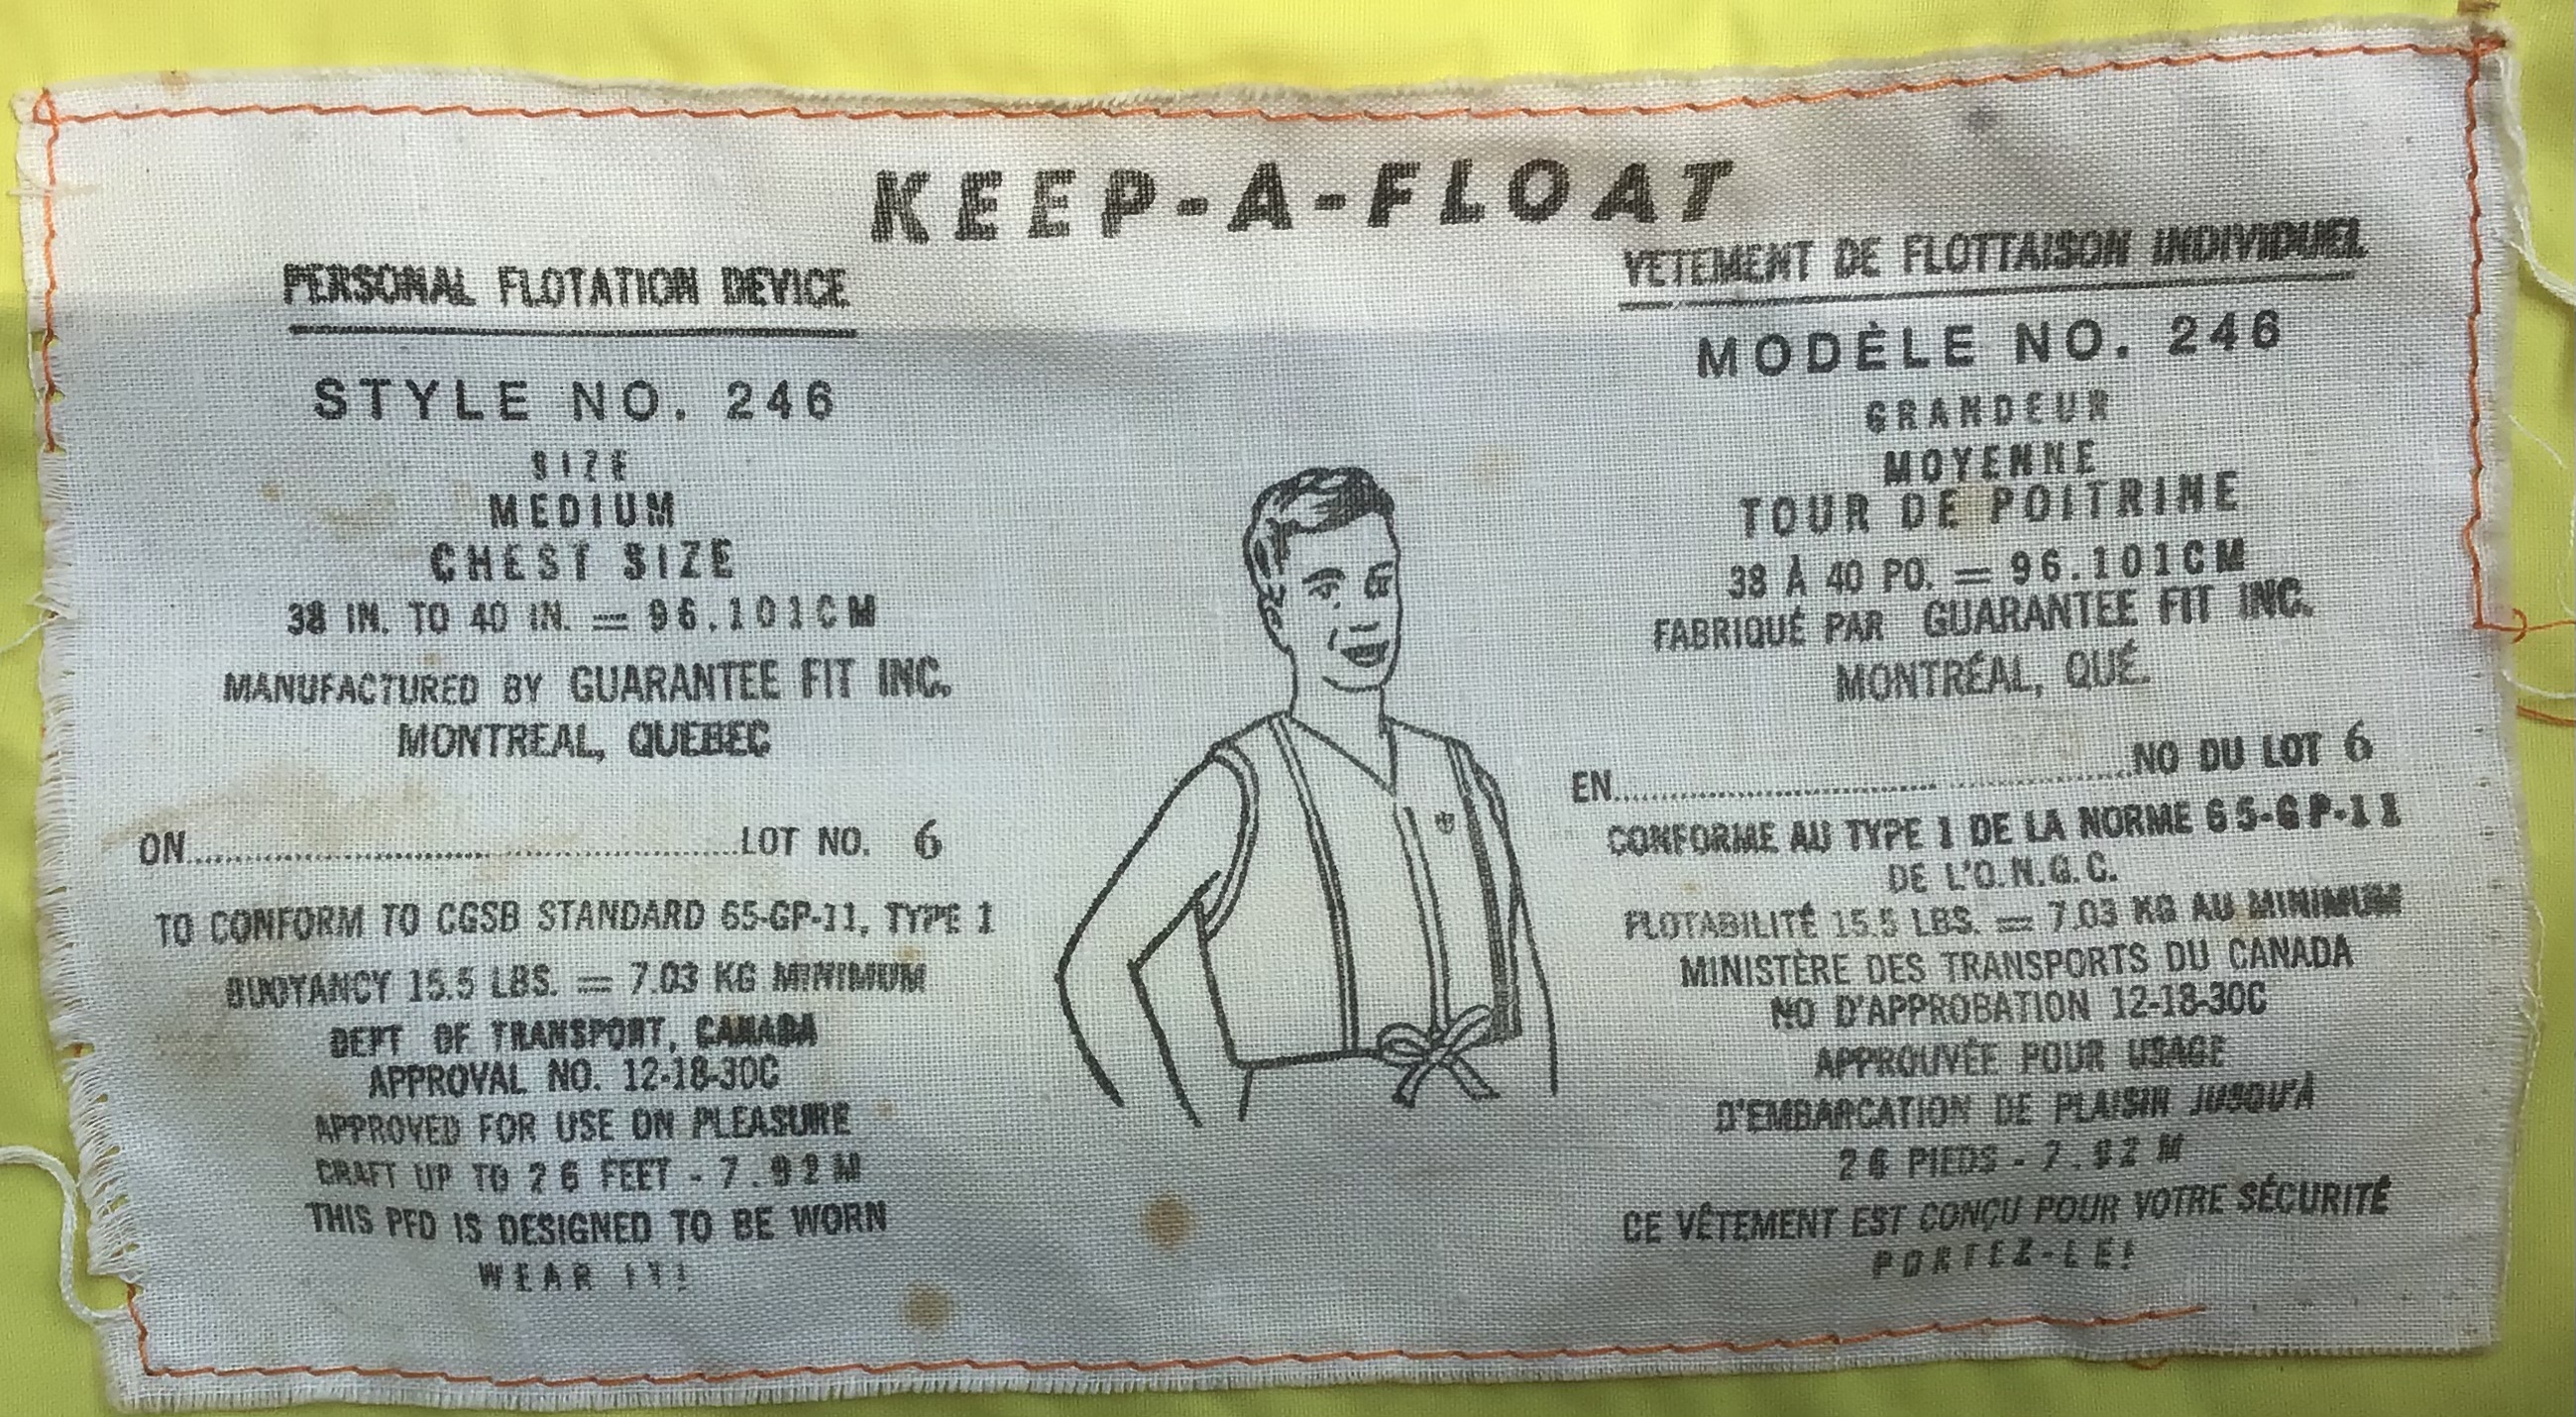 KEEP-A-FLOAT
PERSONAL FLOTATION DEVICE
STYLE NO. 246
SIZE
MEDIUM
CHEST SIZE
38 IN. TO 40 IN. = 96.101CM
MANUFACTURED BY GUARANTEE FIT INC.
MONTREAL, QUEBEC
ON........................LOT NO. 6
TO CONFORM TO CGSB STANDARD 65-GP-11, TYPE 1
BUOYANCY 15.5 LBS. = 7.03 KG MINIMUM
DEPT OF TRANSPORT, CANADA
APPROVAL NO. 12-18-30C
APPROVED FOR USE ON PLEASURE
CRAFT UP TO 26 FEET - 7.92M
THIS PFD IS DESIGNED TO BE WORN
WEAR IT!
VETEMENT DE FLOTTAISON INDIVIDUEL
MODÈLE NO. 246
GRANDEUR
MOYENNE
TOUR DE POITRINE
38 À 40 PO. = 96.101CM
FABRIQUÉ PAR GUARANTEE FIT INC.
MONTRÉAL, QUÉ.
EN........................NO DU LOT 6
CONFORME AU TYPE 1 DE LA NORME 65-GP-11
DE L'O.N.G.C.
FLOTABILITÉ 15.5 LBS. = 7.03 KG AU MINIMUM
MINISTÈRE DES TRANSPORTS DU CANADA
NO D'APPROBATION 12-18-30C
APPROUVÉE POUR USAGE
D'EMBARCATION DE PLAISIR JUSQU'À
26 PIEDS - 7.92 M
CE VÊTEMENT EST CONÇU POUR VOTRE SÉCURITÉ
PORTEZ-LE!